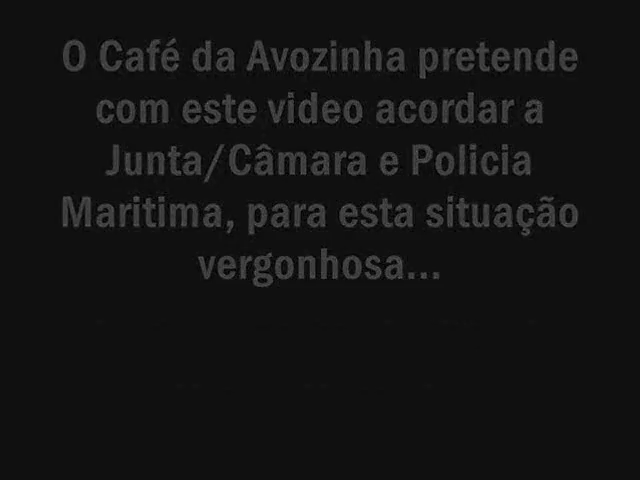 O Café da Avozinha pretende
com este video acordar a
Junta/Câmara e Policia
Maritima, para esta situação
vergonhosa...